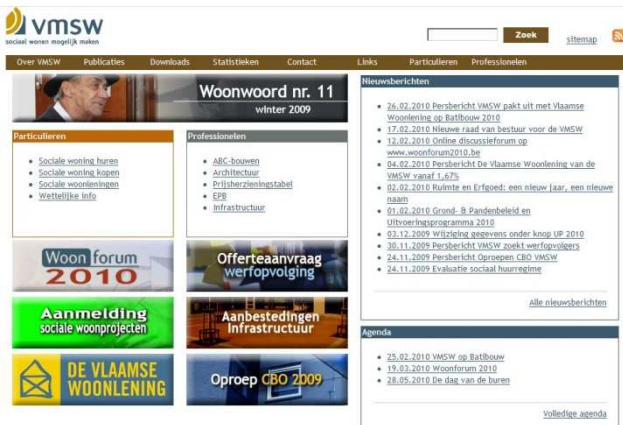 vmsw
sociaal wonen mogelijk maken
Zoek
sitemap
Over VMSW Publicaties Downloads Statistieken Contact Links Particulieren Professionelen
Woonwoord nr. 11
winter 2009
Particulieren
Sociale woning huren
Sociale woning kopen
Sociale woonleningen
Wettelijke info
Professionelen
ABC-bouwen
Architectuur
Prijsherzieningstabel
EPB
Infrastructuur
Woon forum
2010
Offerteaanvraag
werfopvolging
Aanmelding
sociale woonprojecten
Aanbestedingen
Infrastructuur
DE VLAAMSE
WOONLENING
Oproep CBO 2009
Nieuwsberichten
26.02.2010 Persbericht VMSW pakt uit met Vlaamse
Woonlening op Batibouw 2010
17.02.2010 Nieuwe raad van bestuur voor de VMSW
12.02.2010 Online discussieforum op
www.woonforum2010.be
04.02.2010 Persbericht De Vlaamse Woonlening van de
VMSW vanaf 1,67%
02.02.2010 Ruimte en Erfgoed: een nieuw jaar, een nieuwe
naam
01.02.2010 Grond- & Pandenbeleid en
Uitvoeringsprogramma 2010
03.12.2009 Wijziging gegevens onder knop UP 2010
30.11.2009 Persbericht VMSW zoekt werfopvolgers
24.11.2009 Persbericht Oproepen CBO VMSW
24.11.2009 Evaluatie sociaal huurregime
Alle nieuwsberichten
Agenda
25.02.2010 VMSW op Batibouw
19.03.2010 Woonforum 2010
28.05.2010 De dag van de buren
Volledige agenda